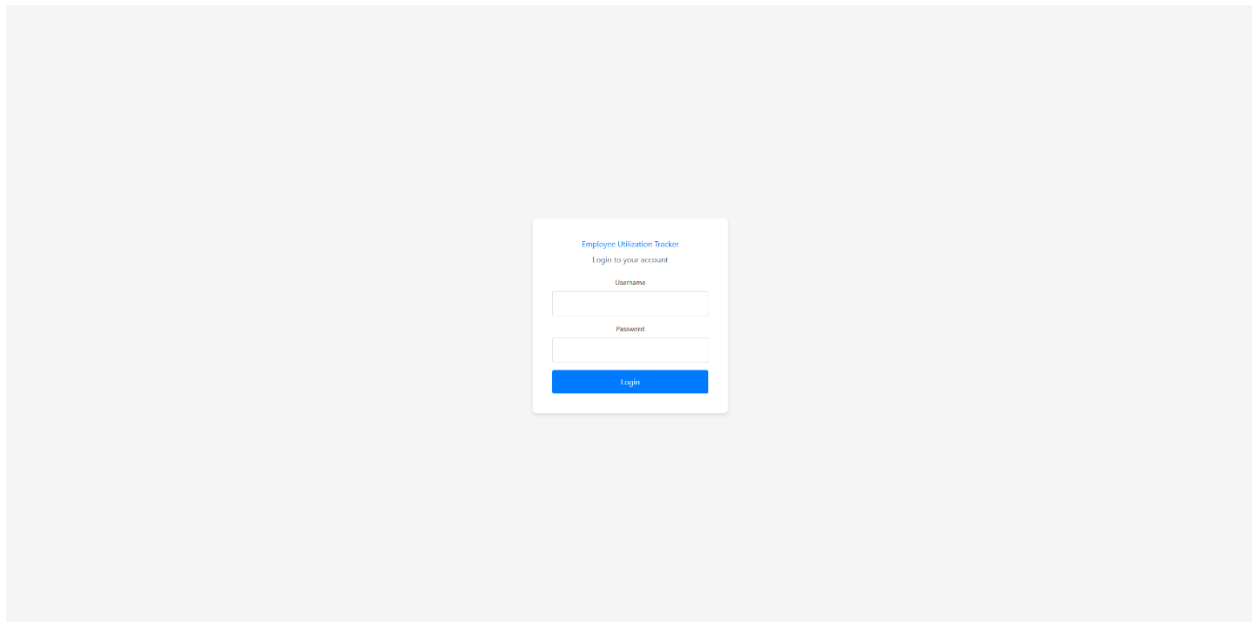 Employee Utilization Tracker
Login to your account
Username
Password
Login